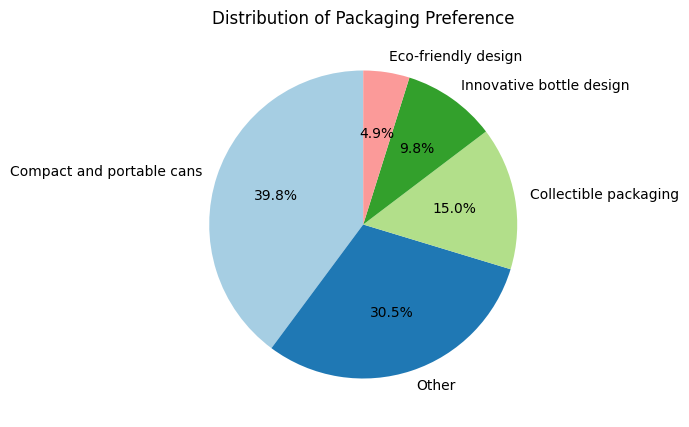 Distribution of Packaging Preference
Eco-friendly design
Innovative bottle design
4.9%
9.8%
Compact and portable cans
39.8%
Collectible packaging
15.0%
30.5%
Other